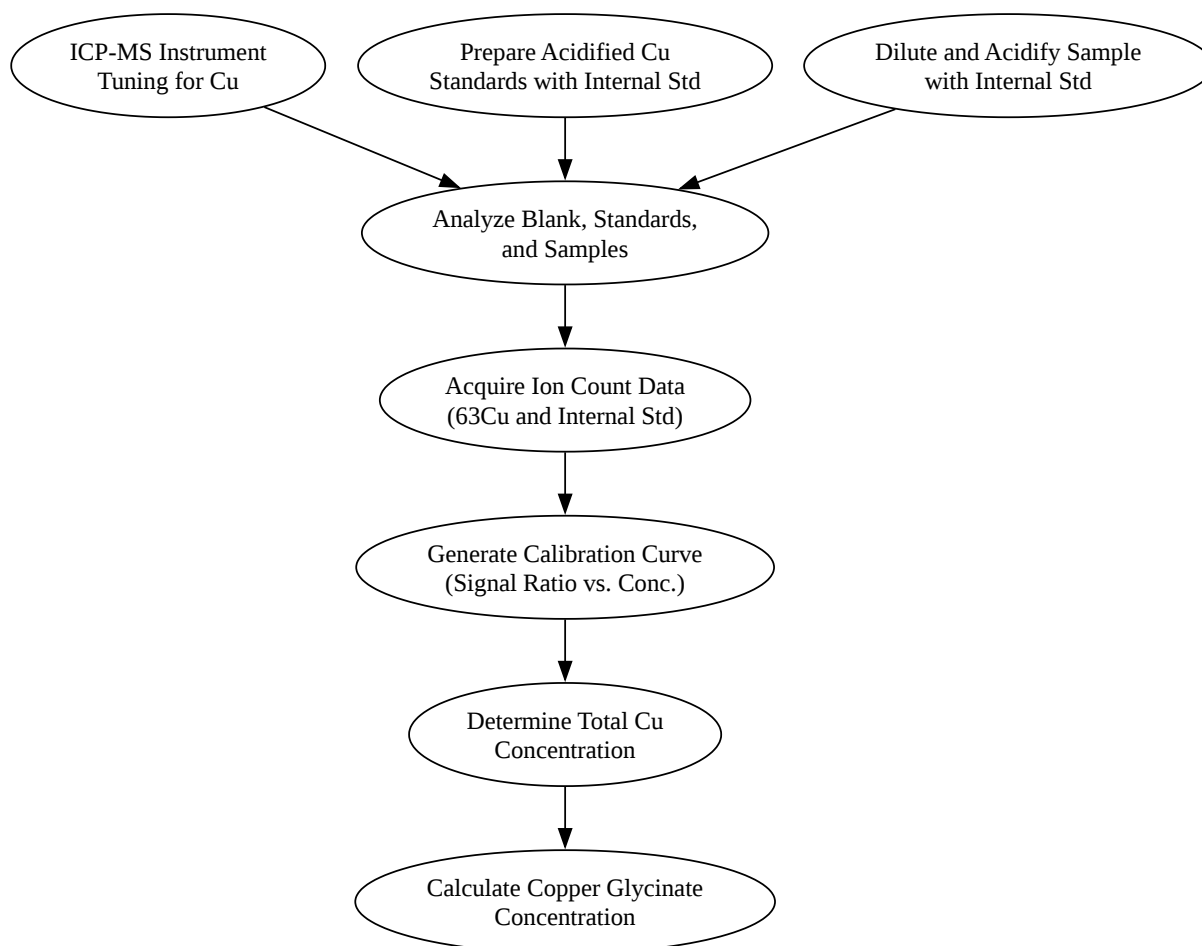 ICP-MS Instrument
Tuning for Cu
Prepare Acidified Cu
Standards with Internal Std
Dilute and Acidify Sample
with Internal Std
Analyze Blank, Standards,
and Samples
Acquire Ion Count Data
(63Cu and Internal Std)
Generate Calibration Curve
(Signal Ratio vs. Conc.)
Determine Total Cu
Concentration
Calculate Copper Glycinate
Concentration